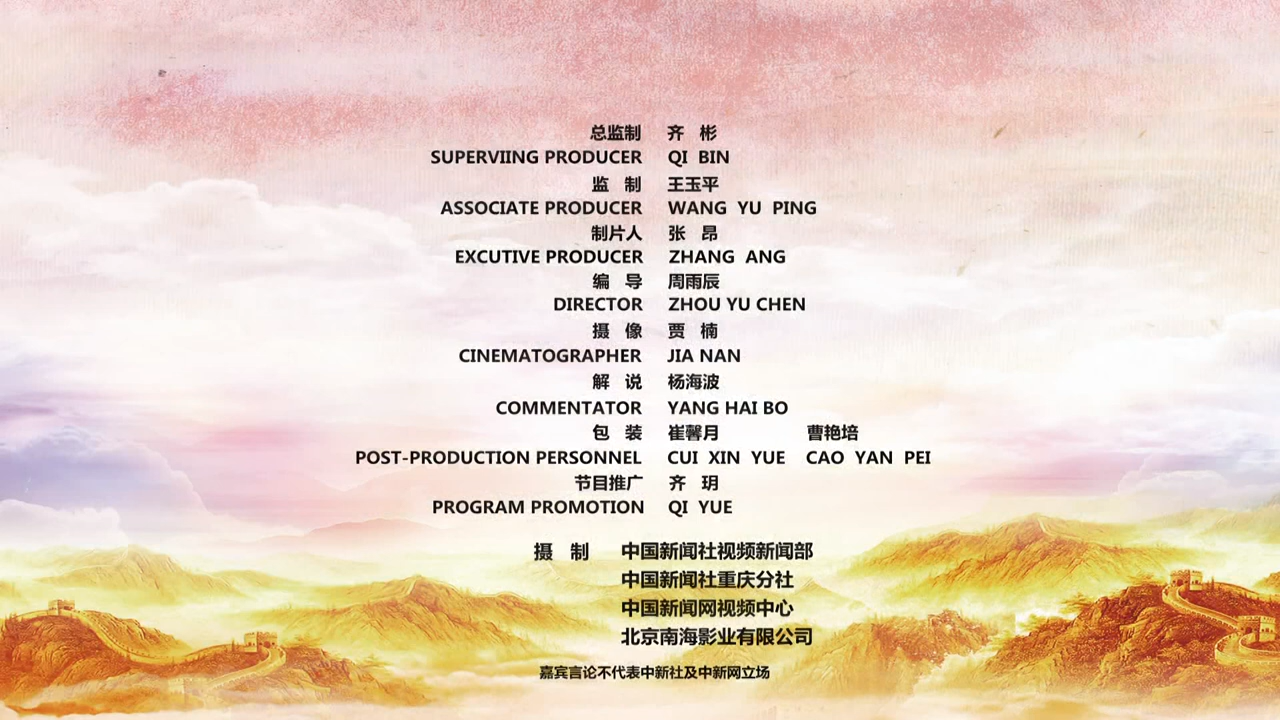 总监制 齐 彬
SUPERVIING PRODUCER QI BIN
监 制 王玉平
ASSOCIATE PRODUCER WANG YU PING
制片人 张 昂
EXCUTIVE PRODUCER ZHANG ANG
编 导 周雨辰
DIRECTOR ZHOU YU CHEN
摄 像 贾 楠
CINEMATOGRAPHER JIA NAN
解 说 杨海波
COMMENTATOR YANG HAI BO
包 装 崔馨月 曹艳培
POST-PRODUCTION PERSONNEL CUI XIN YUE CAO YAN PEI
节目推广 齐 玥
PROGRAM PROMOTION QI YUE
摄 制 中国新闻社视频新闻部
中国新闻社重庆分社
中国新闻网视频中心
北京南海影业有限公司
嘉宾言论不代表中新社及中新网立场